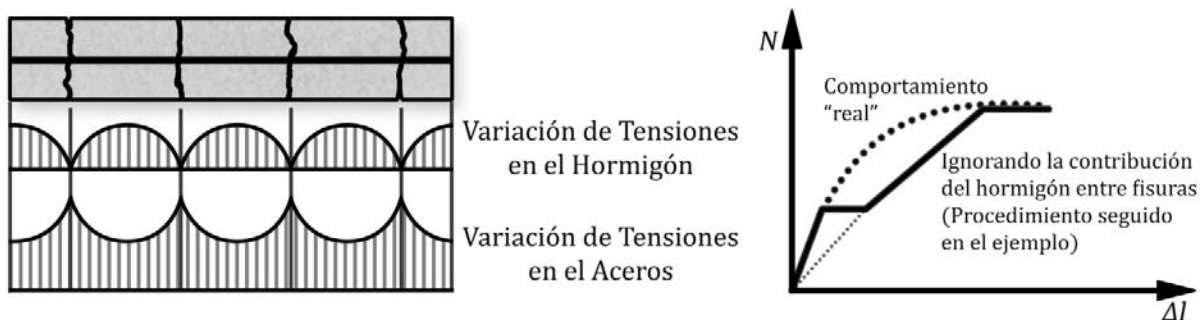 Variación de Tensiones
en el Hormigón
Variación de Tensiones
en el Aceros
N
Comportamiento
“real”
Ignorando la contribución
del hormigón entre fisuras
(Procedimiento seguido
en el ejemplo)
Δl